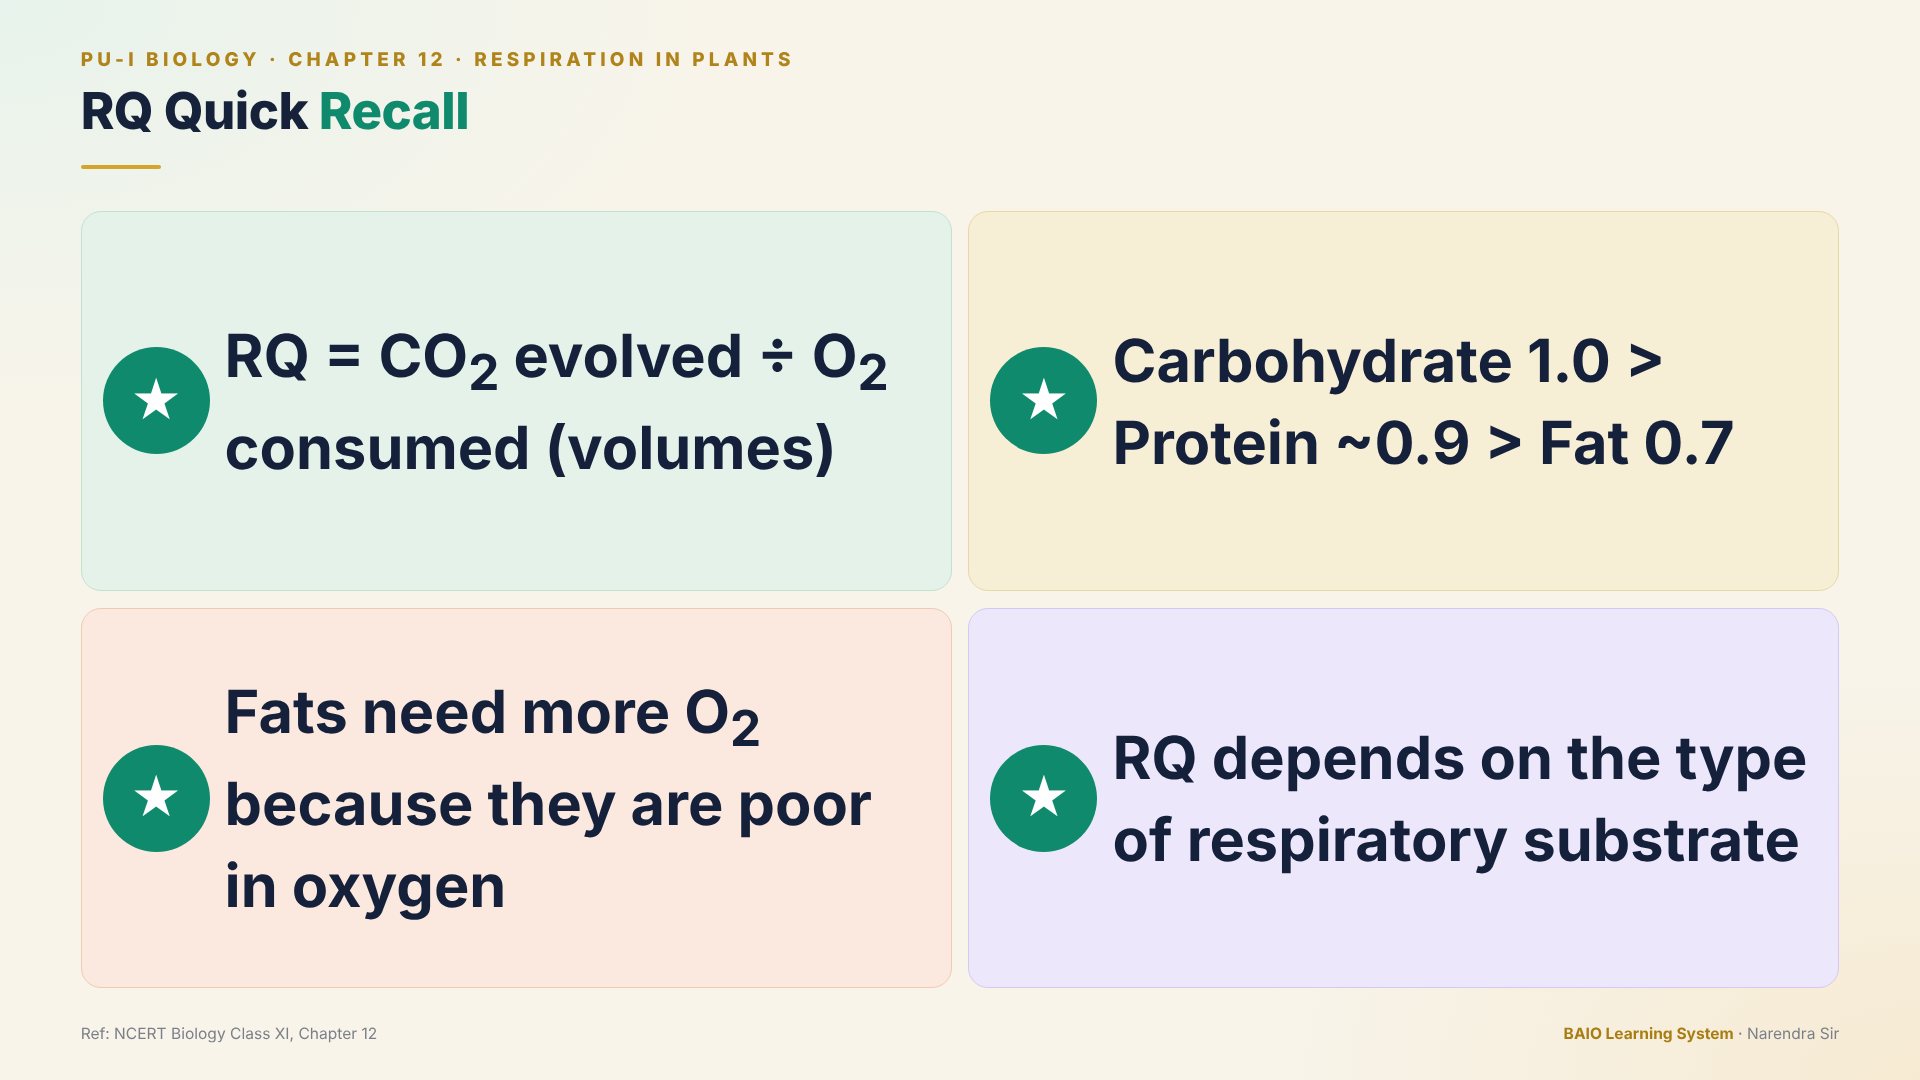 PU-I BIOLOGY · CHAPTER 12 · RESPIRATION IN PLANTS
RQ Quick Recall
RQ = CO₂ evolved ÷ O₂
consumed (volumes)
Carbohydrate 1.0 >
Protein ~0.9 > Fat 0.7
Fats need more O₂
because they are poor
in oxygen
RQ depends on the type
of respiratory substrate
Ref: NCERT Biology Class XI, Chapter 12
BAIO Learning System · Narendra Sir